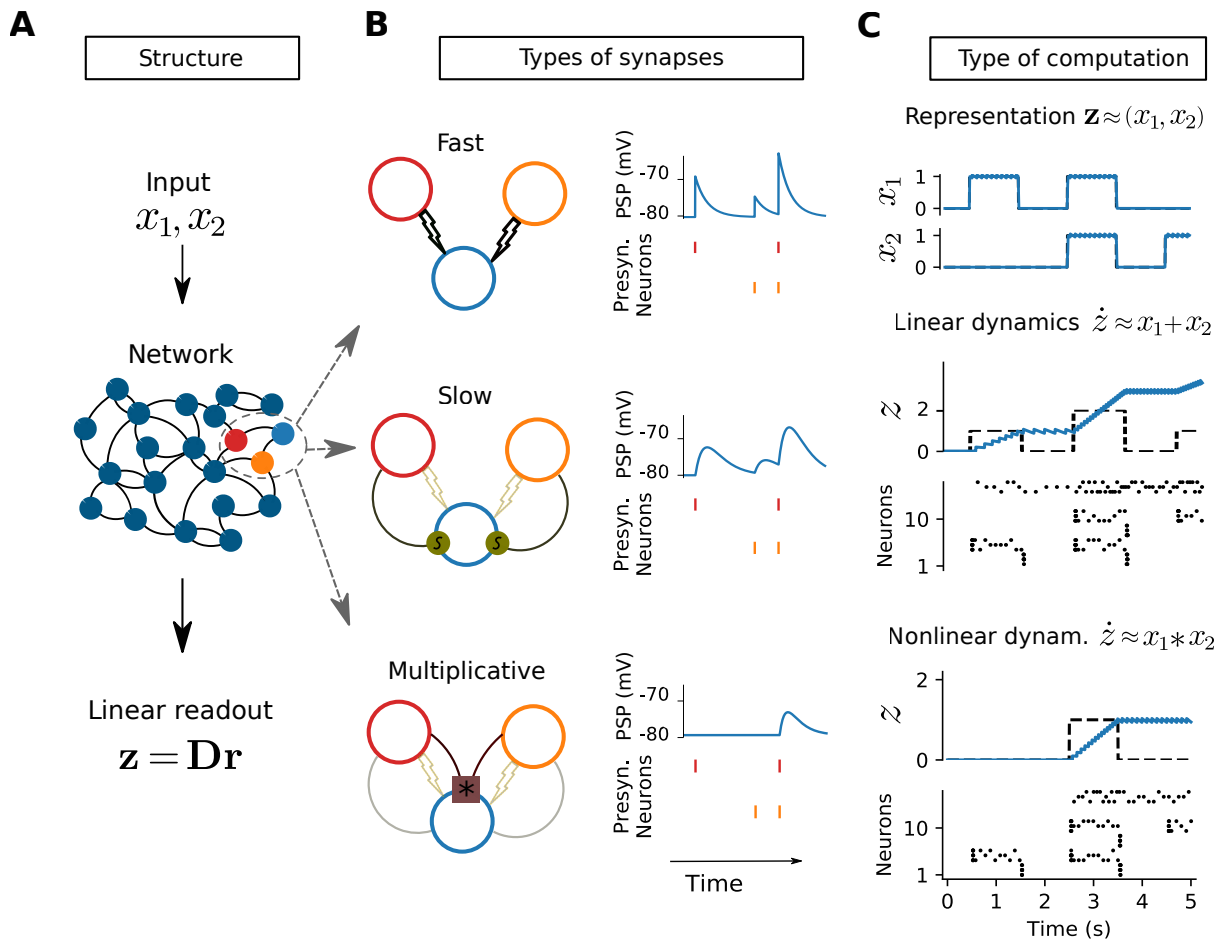 A
Structure
Input
x₁, x₂
Network
Linear readout
z = Dr
B
Types of synapses
Fast
PSP (mV)
-70
-80
Presyn.
Neurons
Slow
S
S
PSP (mV)
-70
-80
Presyn.
Neurons
Multiplicative
*
PSP (mV)
-70
-80
Presyn.
Neurons
Time
C
Type of computation
Representation z ≈ (x₁, x₂)
x₁
1
0
x₂
1
0
Linear dynamics ż ≈ x₁ + x₂
z
2
0
Neurons
10
1
Nonlinear dynam. ż ≈ x₁ * x₂
z
2
0
Neurons
10
1
0 1 2 3 4 5
Time (s)